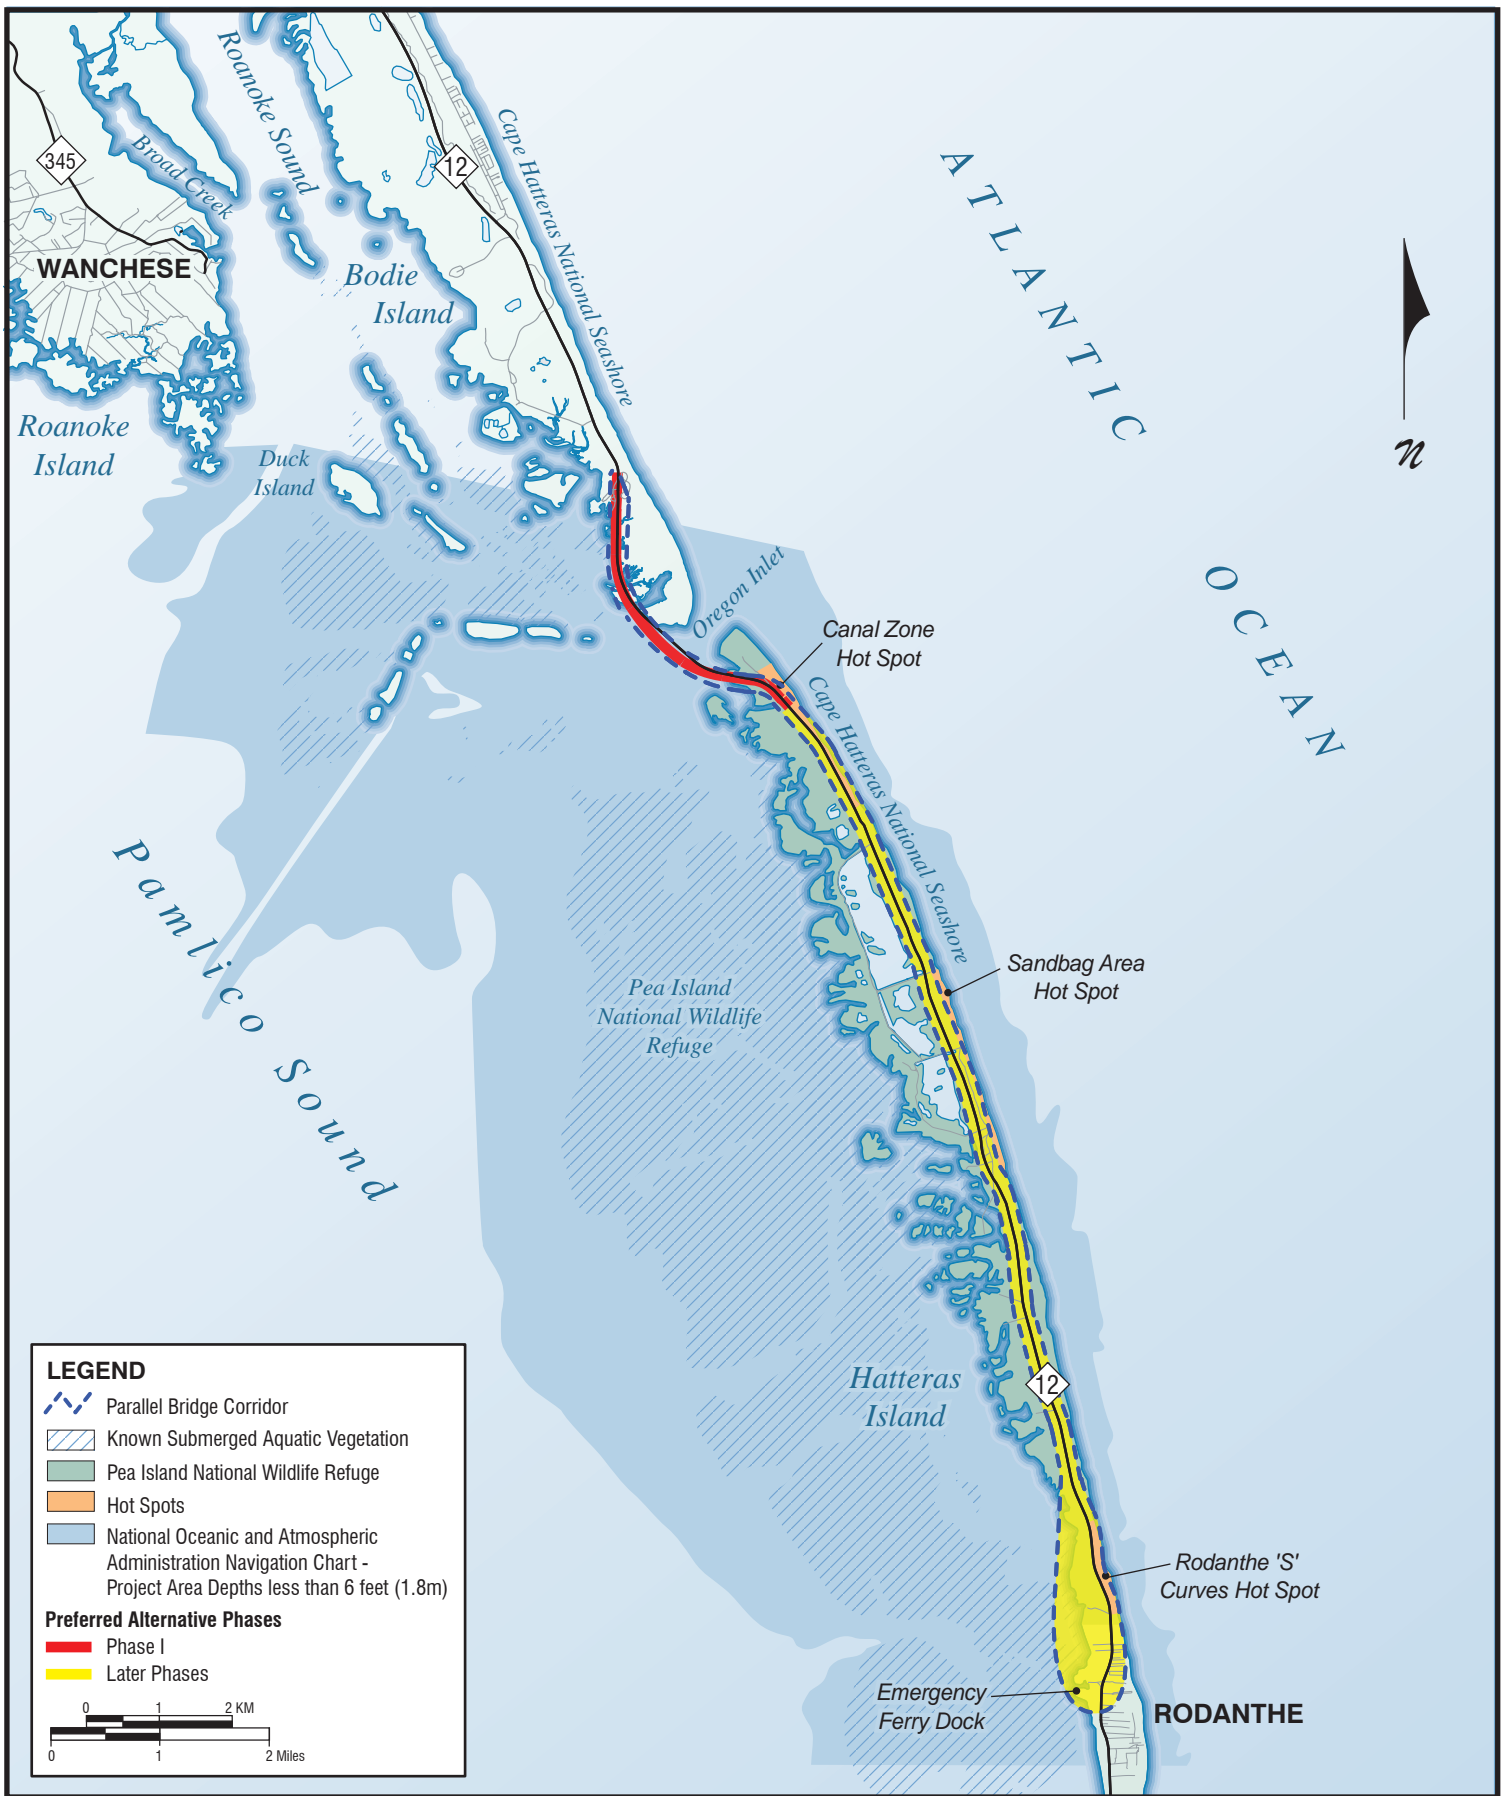 Roanoke Sound
Broad Creek
345
12
Cape Hatteras National Seashore
ATLANTIC
OCEAN
WANCHESE
Bodie
Island
n
Roanoke
Island
Duck
Island
Oregon Inlet
Canal Zone
Hot Spot
Cape Hatteras National Seashore
Pamlico Sound
Sandbag Area
Hot Spot
Pea Island
National Wildlife
Refuge
Hatteras
Island
12
Rodanthe 'S'
Curves Hot Spot
Emergency
Ferry Dock
RODANTHE
LEGEND
Parallel Bridge Corridor
Known Submerged Aquatic Vegetation
Pea Island National Wildlife Refuge
Hot Spots
National Oceanic and Atmospheric
Administration Navigation Chart -
Project Area Depths less than 6 feet (1.8m)
Preferred Alternative Phases
Phase I
Later Phases
0 1 2 KM
0 1 2 Miles